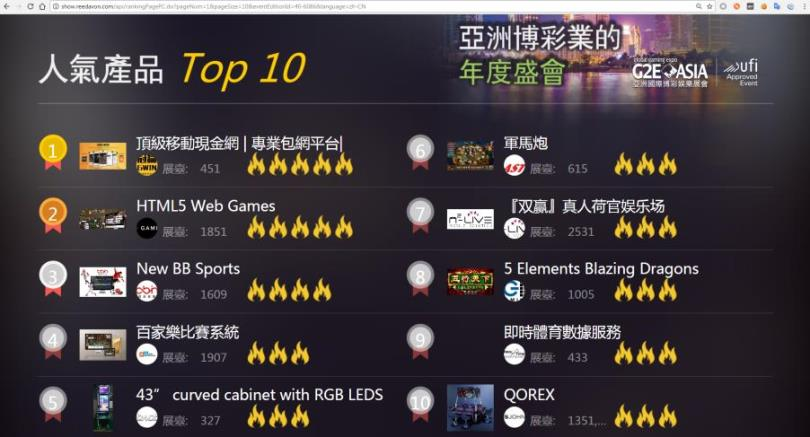 show.reedavon.com/api/rankingPagePC.do?pageNum=1&pageSize=10&eventEditionId=46-6086&language=zh-CN
人氣產品 Top 10
亞洲博彩業的
年度盛會
global gaming expo
G2E ASIA
亞洲國際博彩娛樂展會
ufi
Approved
Event
1
頂級移動現金網 | 專業包網平台|
展臺: 451
2
HTML5 Web Games
GAMI
展臺: 1851
3
New BB Sports
展臺: 1609
4
百家樂比賽系統
展臺: 1907
5
43” curved cabinet with RGB LEDS
展臺: 327
6
軍馬炮
展臺: 615
7
『双赢』真人荷官娱乐场
展臺: 2531
8
五行天下
5 Elements Blazing Dragons
展臺: 1005
9
即時體育數據服務
展臺: 433
10
QOREX
展臺: 1351,...